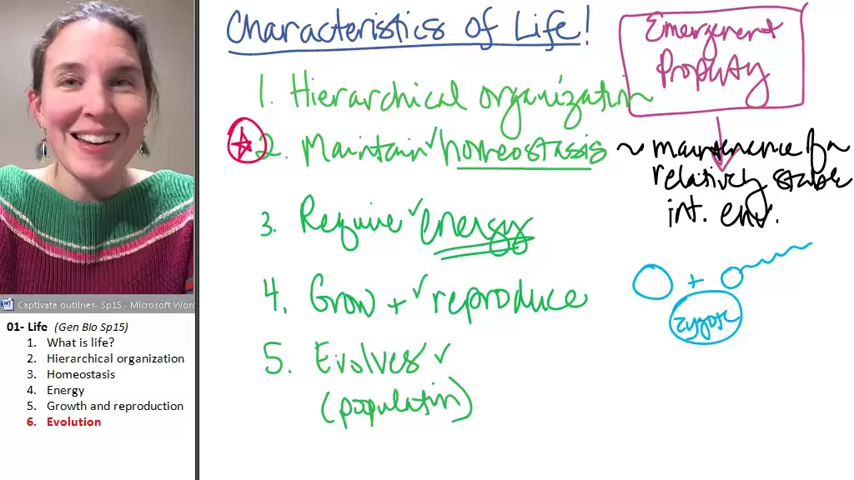 Characteristics of Life!
Emergenent
Property
1. Hierarchical organization
2. Maintain homeostasis ~ maintenence of a
relatively stable
int. env.
3. Require energy
4. Grow + reproduce
+
zygote
5. Evolves
(population)
Captivate outlines- Sp15 - Microsoft Word
01- Life (Gen Bio Sp15)
1. What is life?
2. Hierarchical organization
3. Homeostasis
4. Energy
5. Growth and reproduction
6. Evolution